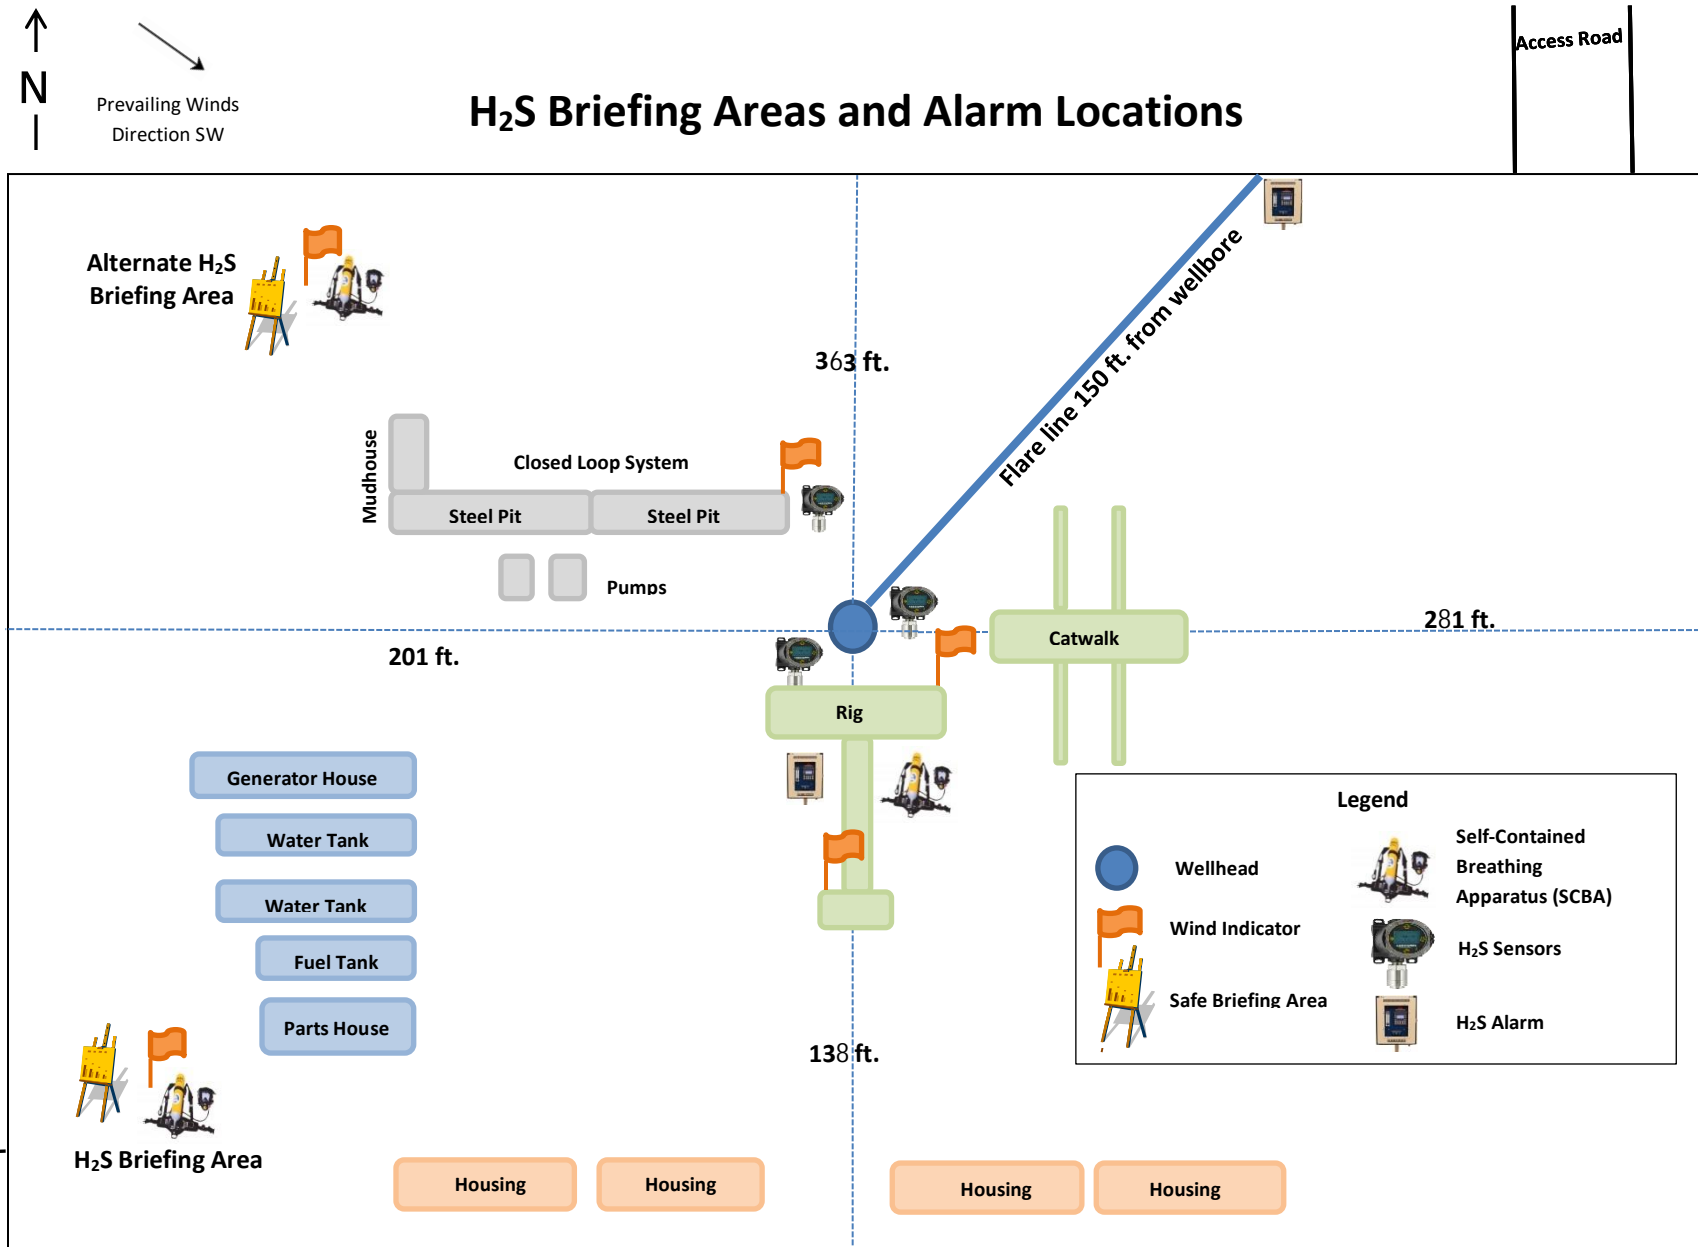 N
Prevailing Winds
Direction SW
H₂S Briefing Areas and Alarm Locations
Access Road
Alternate H₂S
Briefing Area
363 ft.
Flare line 150 ft. from wellbore
Mudhouse
Closed Loop System
Steel Pit
Steel Pit
Pumps
201 ft.
281 ft.
Catwalk
Rig
Generator House
Water Tank
Water Tank
Fuel Tank
Parts House
138 ft.
H₂S Briefing Area
Housing
Housing
Housing
Housing
Legend
Wellhead
Wind Indicator
Safe Briefing Area
Self-Contained
Breathing
Apparatus (SCBA)
H₂S Sensors
H₂S Alarm